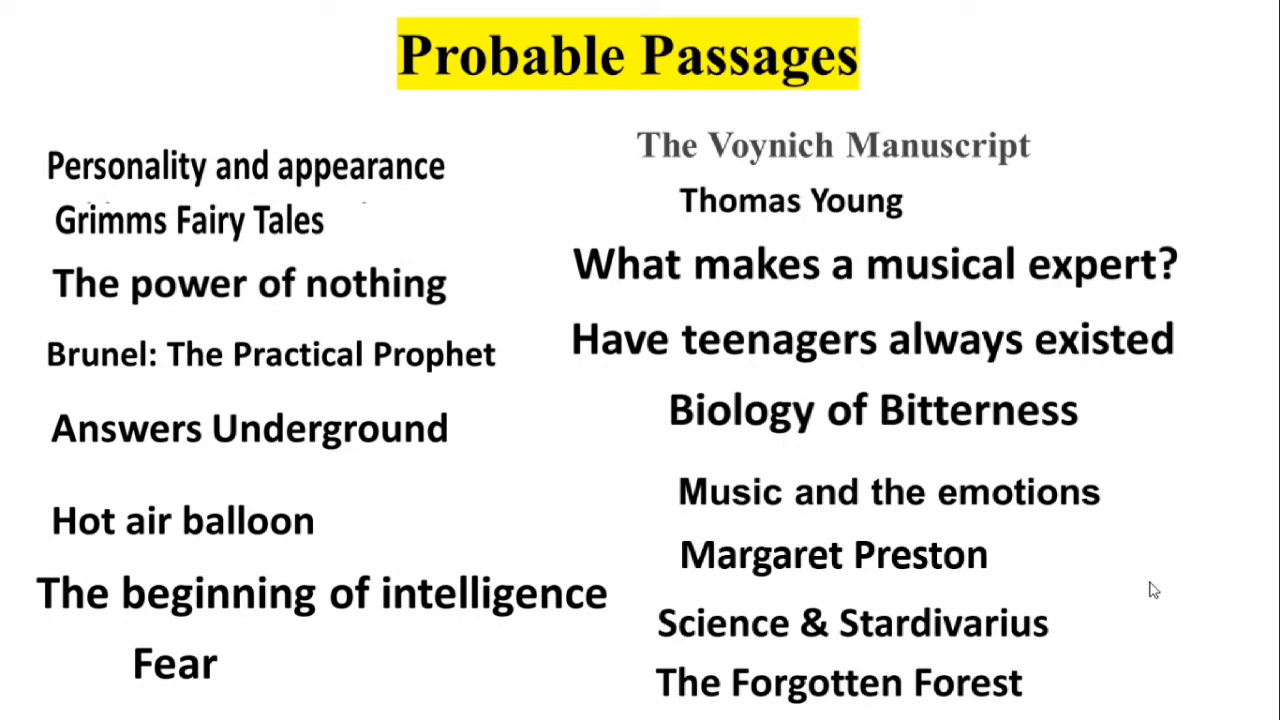 Probable Passages
Personality and appearance
Grimms Fairy Tales
The power of nothing
Brunel: The Practical Prophet
Answers Underground
Hot air balloon
The beginning of intelligence
Fear
The Voynich Manuscript
Thomas Young
What makes a musical expert?
Have teenagers always existed
Biology of Bitterness
Music and the emotions
Margaret Preston
Science & Stardivarius
The Forgotten Forest